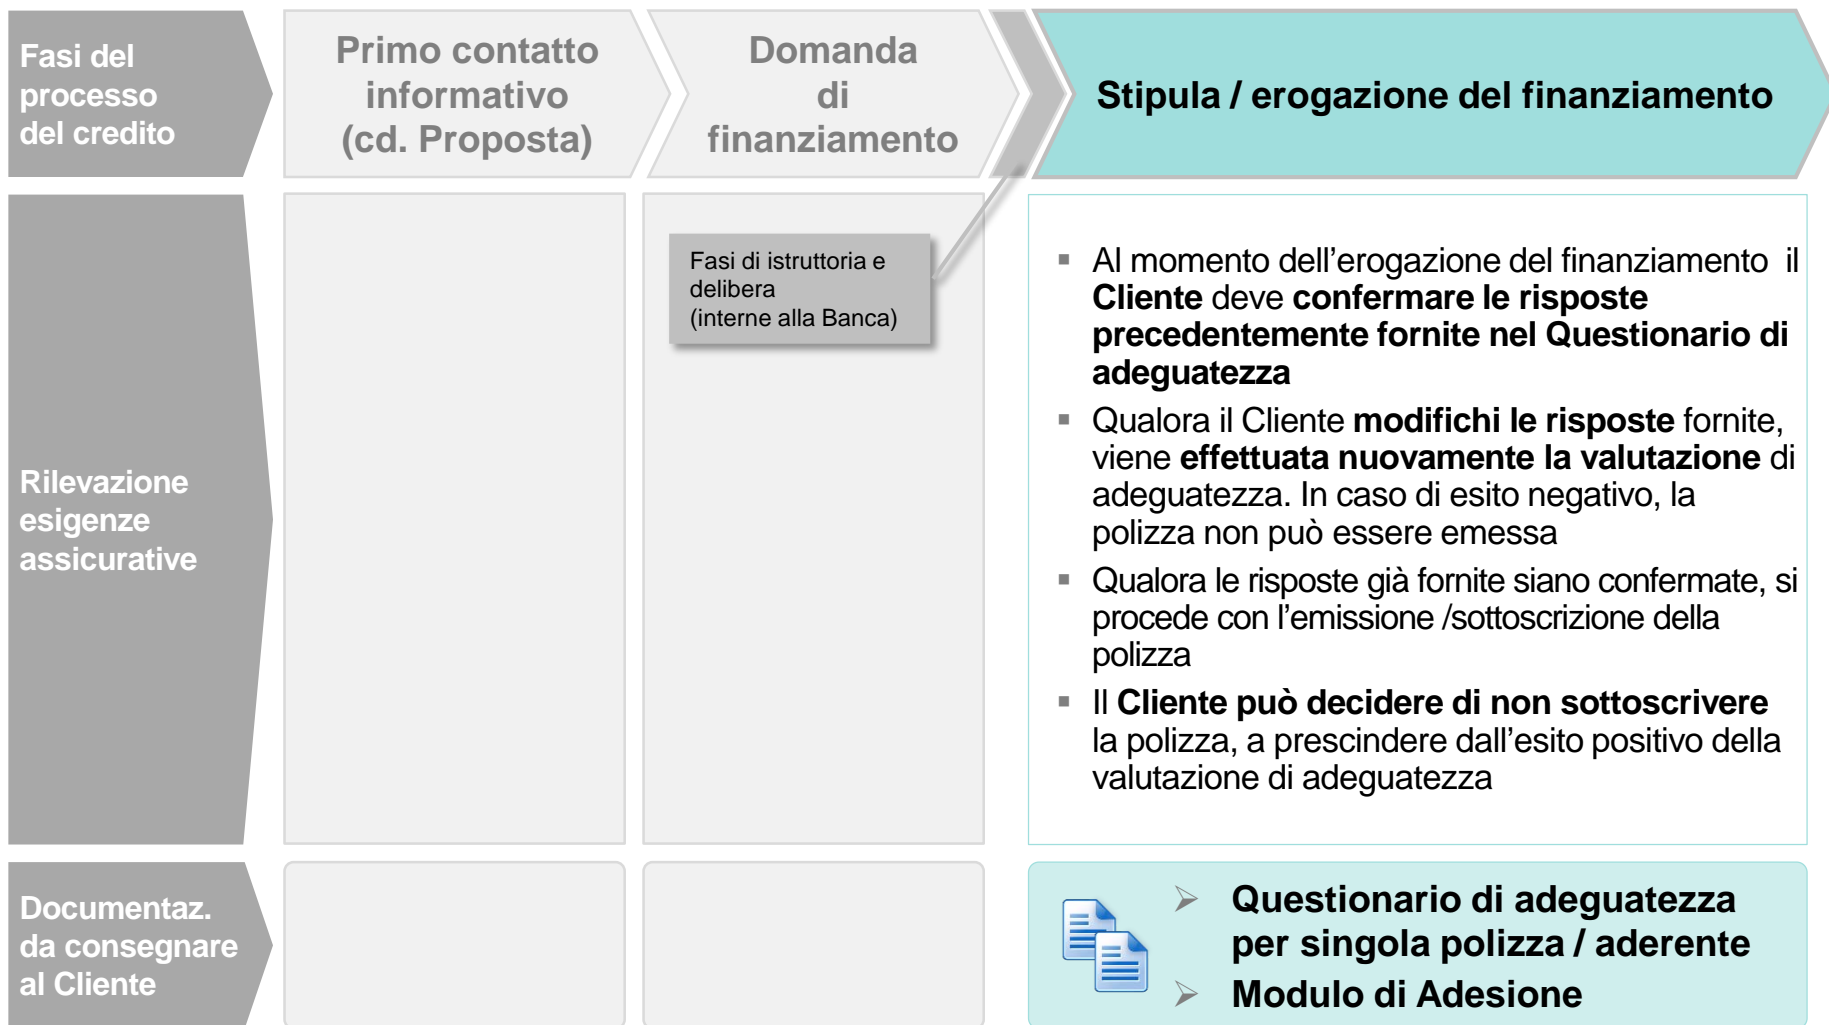 Fasi del
processo
del credito
Primo contatto
informativo
(cd. Proposta)
Domanda
di
finanziamento
Stipula / erogazione del finanziamento
Rilevazione
esigenze
assicurative
Fasi di istruttoria e
delibera
(interne alla Banca)
▪ Al momento dell’erogazione del finanziamento il
Cliente deve confermare le risposte
precedentemente fornite nel Questionario di
adeguatezza
▪ Qualora il Cliente modifichi le risposte fornite,
viene effettuata nuovamente la valutazione di
adeguatezza. In caso di esito negativo, la
polizza non può essere emessa
▪ Qualora le risposte già fornite siano confermate, si
procede con l’emissione /sottoscrizione della
polizza
▪ Il Cliente può decidere di non sottoscrivere
la polizza, a prescindere dall’esito positivo della
valutazione di adeguatezza
Documentaz.
da consegnare
al Cliente
➢ Questionario di adeguatezza
per singola polizza / aderente
➢ Modulo di Adesione